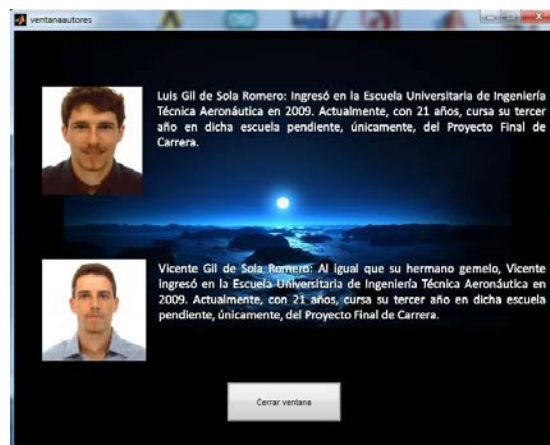 ventanaautores
Luis Gil de Sola Romero: Ingresó en la Escuela Universitaria de Ingeniería
Técnica Aeronáutica en 2009. Actualmente, con 21 años, cursa su tercer
año en dicha escuela pendiente, únicamente, del Proyecto Final de
Carrera.
Vicente Gil de Sola Romero: Al igual que su hermano gemelo, Vicente
ingresó en la Escuela Universitaria de Ingeniería Técnica Aeronáutica en
2009. Actualmente, con 21 años, cursa su tercer año en dicha escuela
pendiente, únicamente, del Proyecto Final de Carrera.
Cerrar ventana